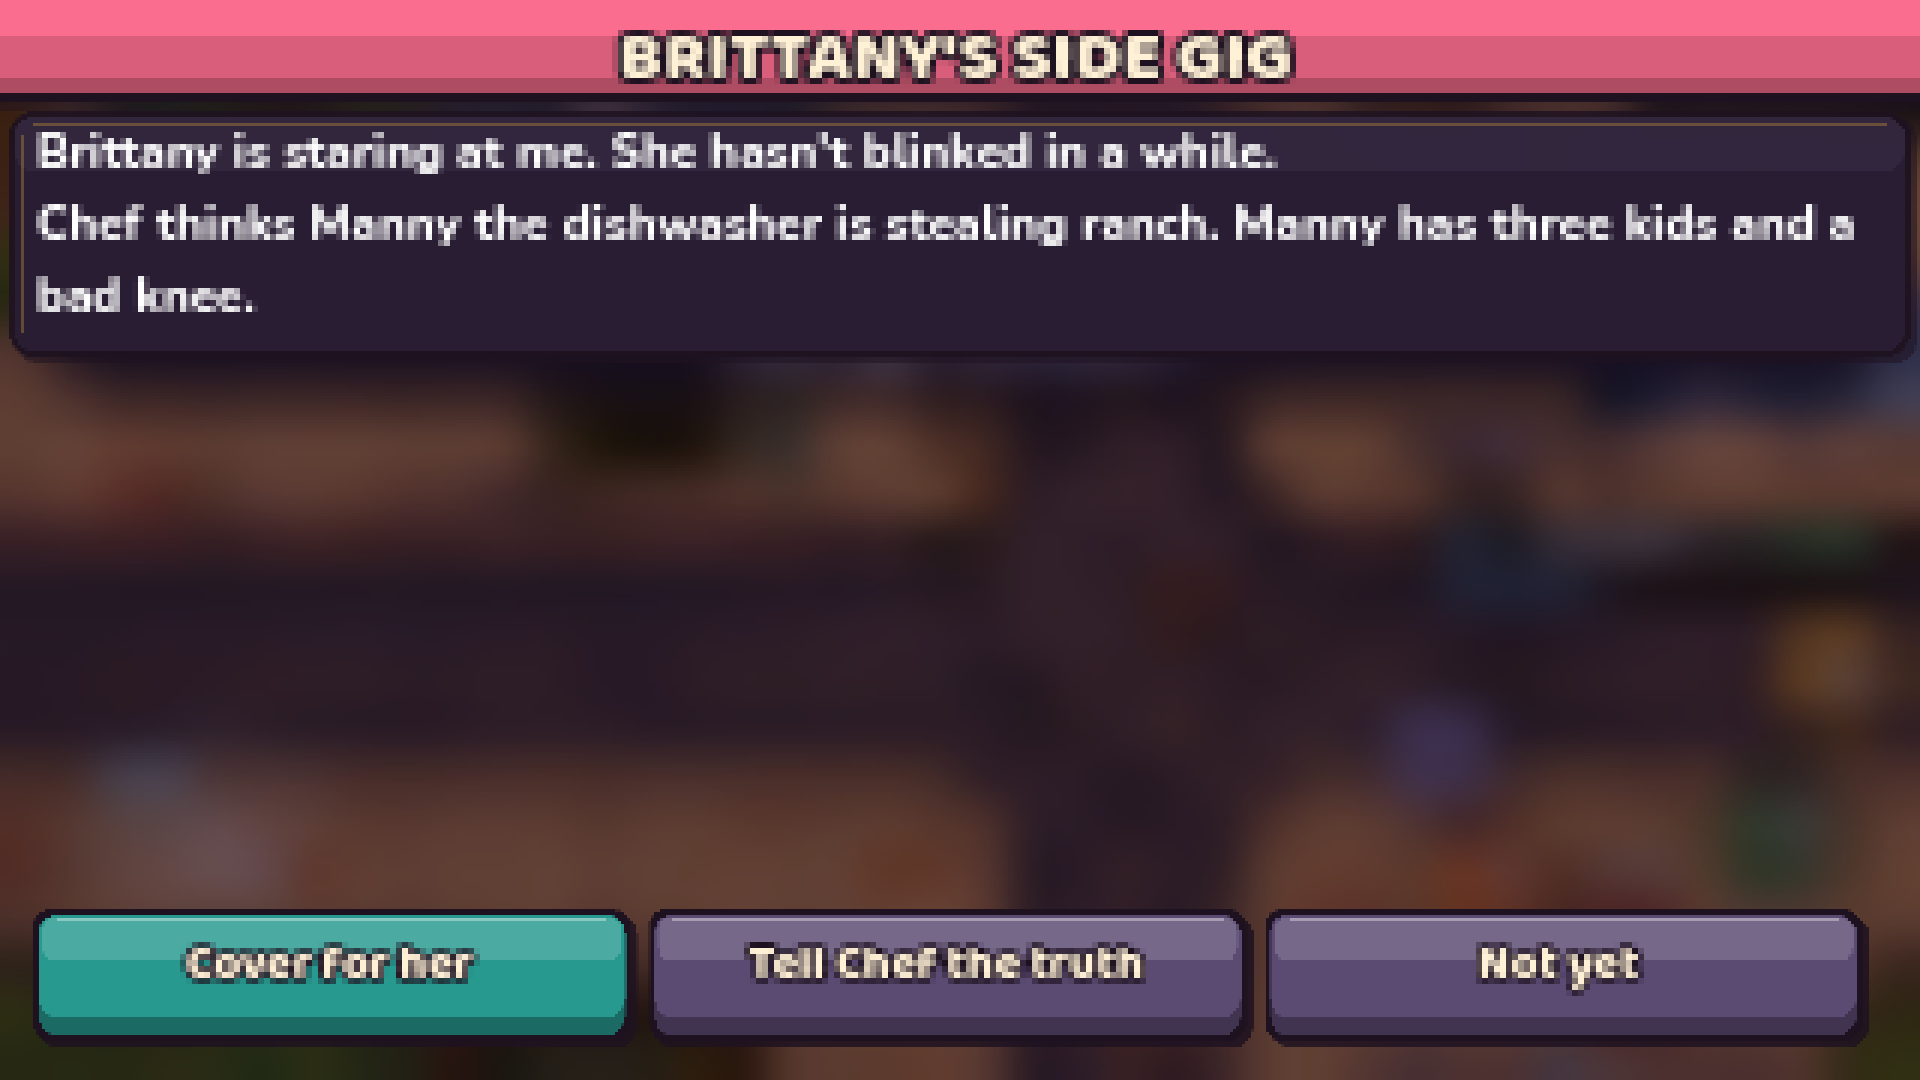 BRITTANY'S SIDE GIG
Brittany is staring at me. She hasn't blinked in a while.
Chef thinks Manny the dishwasher is stealing ranch. Manny has three kids and a
bad knee.
Cover for her
Tell Chef the truth
Not yet